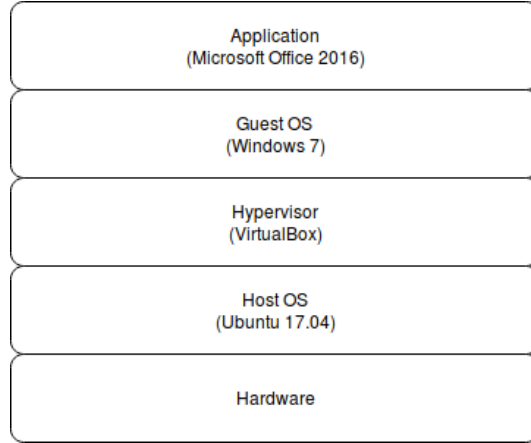 Application
(Microsoft Office 2016)
Guest OS
(Windows 7)
Hypervisor
(VirtualBox)
Host OS
(Ubuntu 17.04)
Hardware